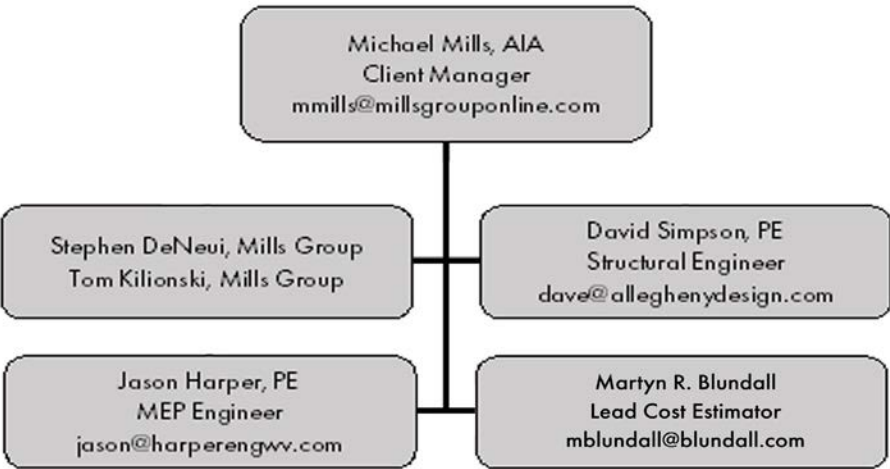 Michael Mills, AIA
Client Manager
mmills@millsgrouponline.com
Stephen DeNeui, Mills Group
Tom Kilionski, Mills Group
David Simpson, PE
Structural Engineer
dave@alleghenydesign.com
Jason Harper, PE
MEP Engineer
jason@harperengwv.com
Martyn R. Blundall
Lead Cost Estimator
mblundall@blundall.com